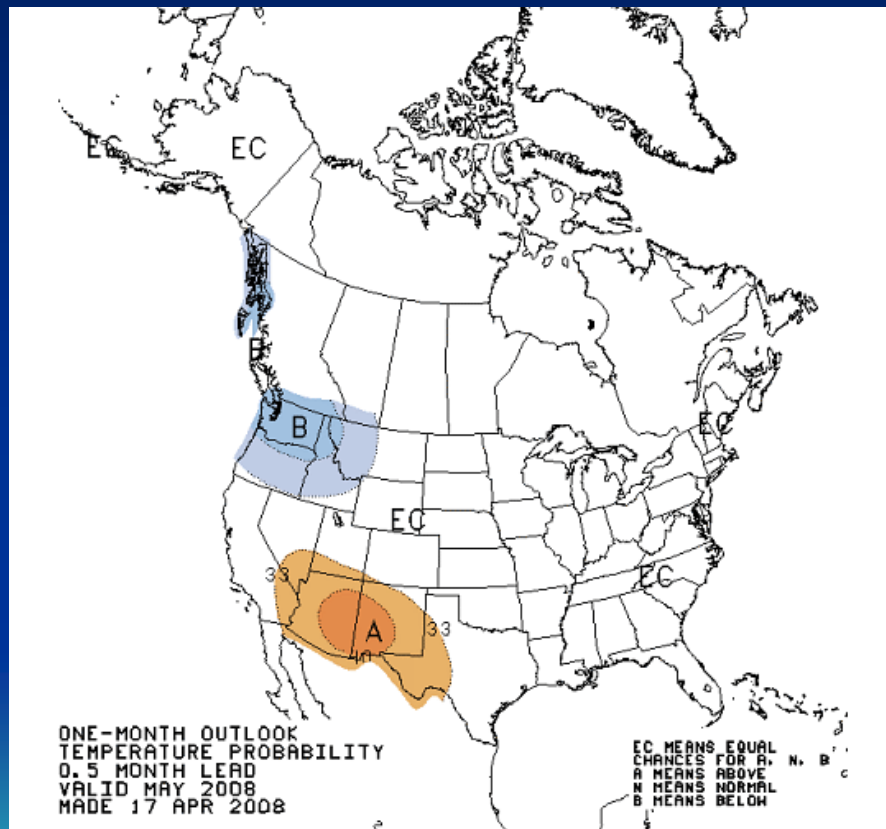 EC
EC
B
B
EC
EC
EC
33
33
A
40
ONE-MONTH OUTLOOK
TEMPERATURE PROBABILITY
0.5 MONTH LEAD
VALID MAY 2008
MADE 17 APR 2008
EC MEANS EQUAL
CHANCES FOR A, N, B
A MEANS ABOVE
N MEANS NORMAL
B MEANS BELOW